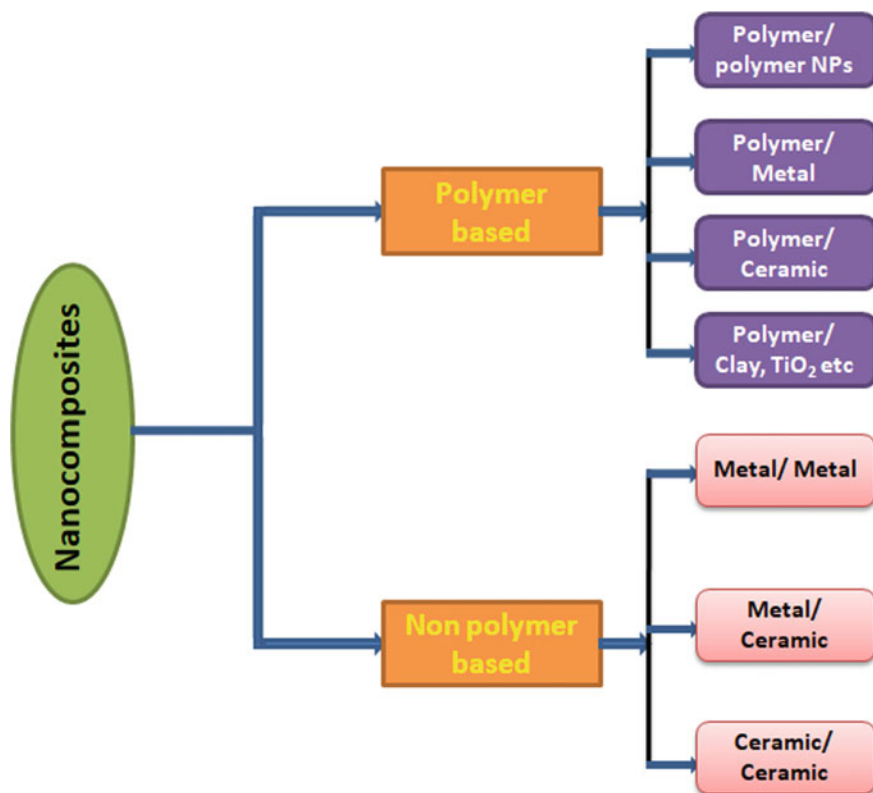 Nanocomposites
Polymer
based
Polymer/
polymer NPs
Polymer/
Metal
Polymer/
Ceramic
Polymer/
Clay, TiO₂ etc
Non polymer
based
Metal/ Metal
Metal/
Ceramic
Ceramic/
Ceramic